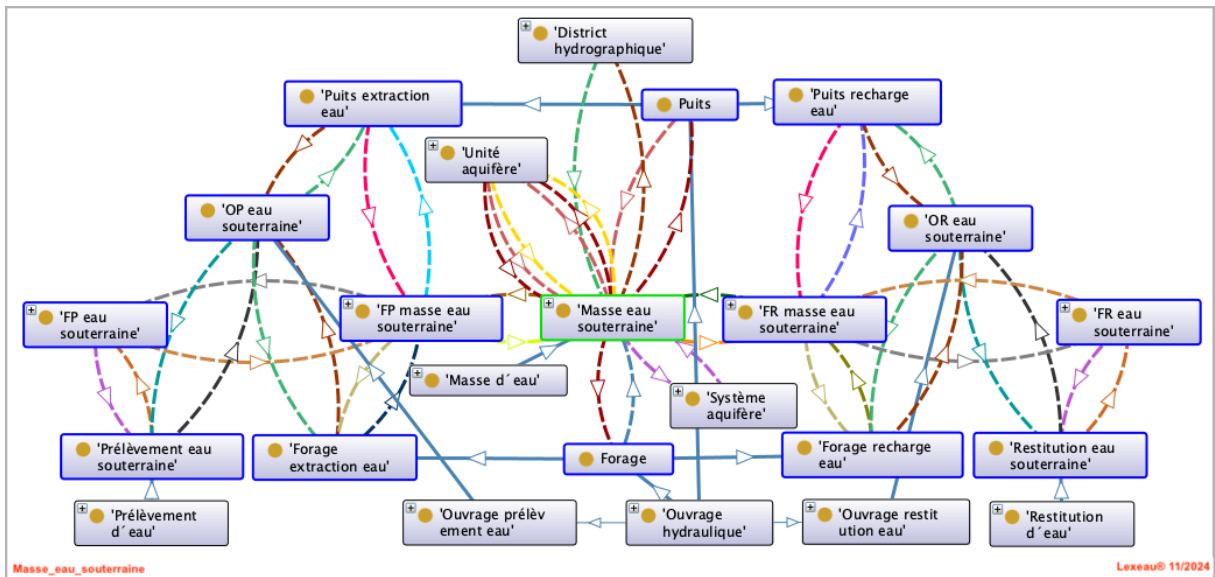 'District
hydrographique'
'Puits extraction
eau'
Puits
'Puits recharge
eau'
'Unité
aquifère'
'OP eau
souterraine'
'OR eau
souterraine'
'FP eau
souterraine'
'FP masse eau
souterraine'
'Masse eau
souterraine'
'FR masse eau
souterraine'
'FR eau
souterraine'
'Masse d´eau'
'Système
aquifère'
'Prélèvement eau
souterraine'
'Forage
extraction eau'
Forage
'Forage recharge
eau'
'Restitution eau
souterraine'
'Prélèvement
d´eau'
'Ouvrage prélèv
ement eau'
'Ouvrage
hydraulique'
'Ouvrage restit
ution eau'
'Restitution
d´eau'
Masse_eau_souterraine
Lexeau® 11/2024